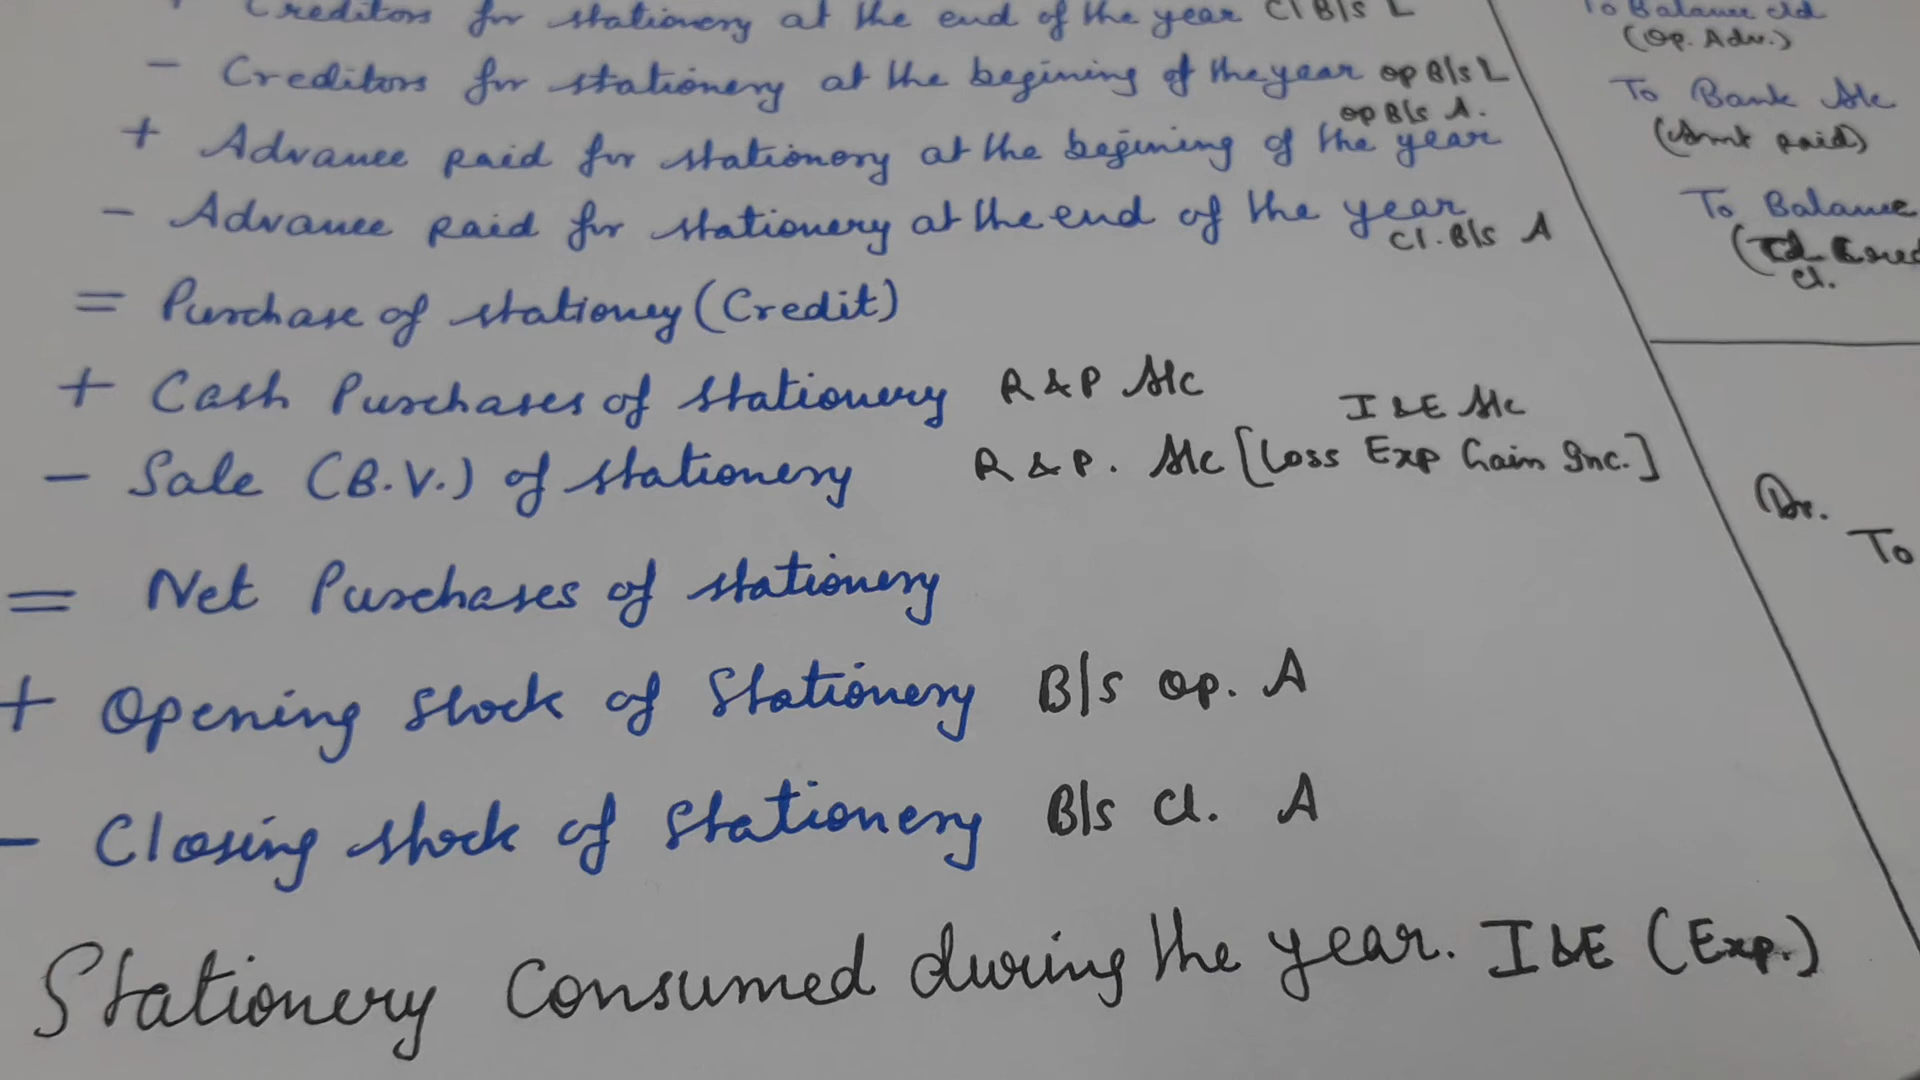 + Creditors for stationery at the end of the year Cl B/s L
- Creditors for stationery at the begining of the year op B/s L
op B/s A.
+ Advance paid for stationery at the begining of the year
- Advance paid for stationery at the end of the year
Cl. B/s A
= Purchase of stationey (Credit)
+ Cash Purchases of stationery R & P A/c
I & E A/c
- Sale (B.V.) of stationery R & P. A/c [Loss Exp Gain Inc.]
= Net Purchases of stationery
+ Opening Stock of Stationery B/s op. A
- Closing stock of Stationery B/s Cl. A
Stationery Consumed during the year. I & E (Exp.)
To Balance
(Op. Adv.)
To Bank A/c
(Amt paid)
To Balance
Cl.
Dr.
To